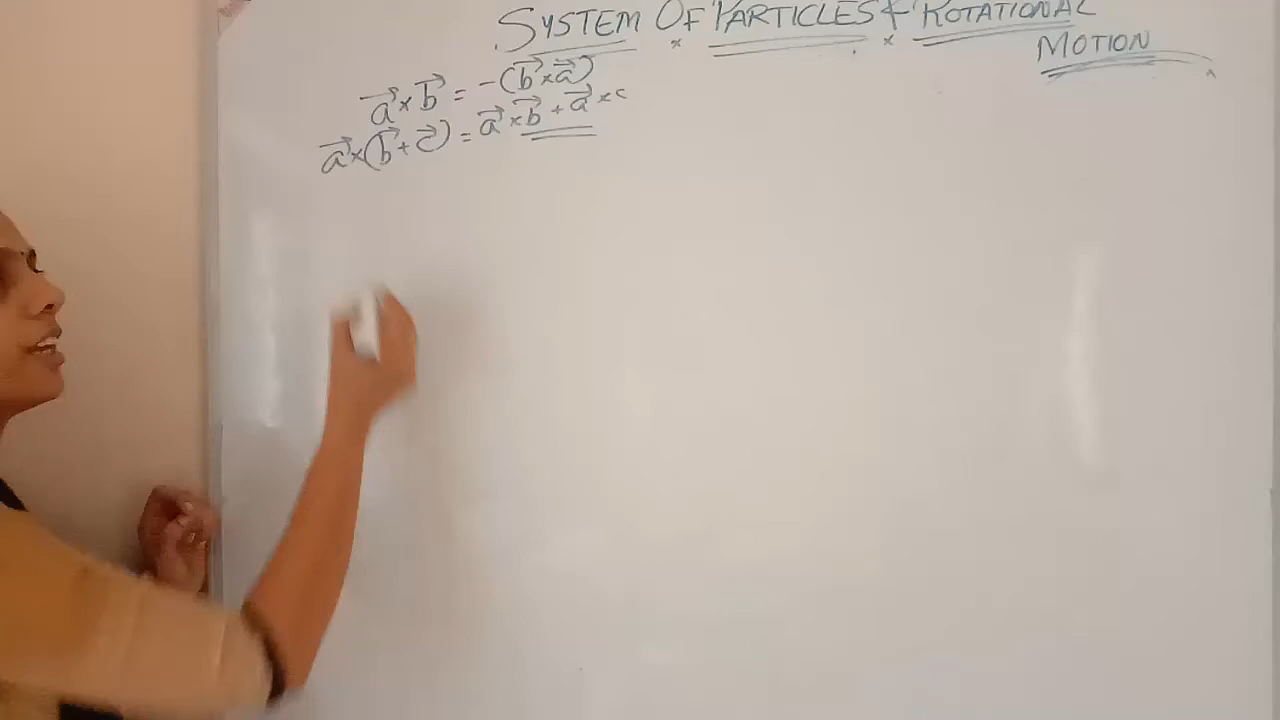 SYSTEM OF PARTICLES & ROTATIONAL
MOTION
a⃗ × b⃗ = -(b⃗ × a⃗)
a⃗ × (b⃗ + c⃗) = a⃗ × b⃗ + a⃗ × c